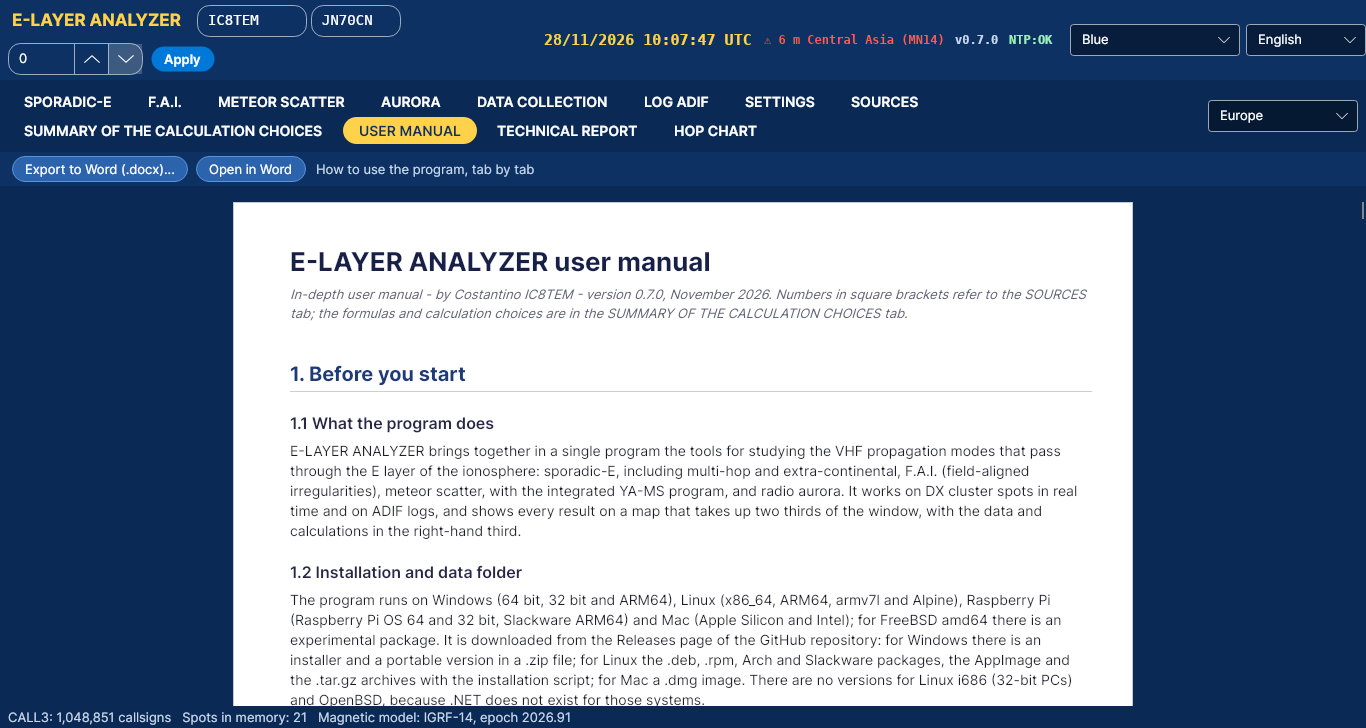 E-LAYER ANALYZER
IC8TEM
JN70CN
28/11/2026 10:07:47 UTC
⚠ 6 m Central Asia (MN14)
v0.7.0
NTP:OK
Blue
English
0
Apply
SPORADIC-E
F.A.I.
METEOR SCATTER
AURORA
DATA COLLECTION
LOG ADIF
SETTINGS
SOURCES
SUMMARY OF THE CALCULATION CHOICES
USER MANUAL
TECHNICAL REPORT
HOP CHART
Europe
Export to Word (.docx)...
Open in Word
How to use the program, tab by tab
E-LAYER ANALYZER user manual
In-depth user manual - by Costantino IC8TEM - version 0.7.0, November 2026. Numbers in square brackets refer to the SOURCES
tab; the formulas and calculation choices are in the SUMMARY OF THE CALCULATION CHOICES tab.
1. Before you start
1.1 What the program does
E-LAYER ANALYZER brings together in a single program the tools for studying the VHF propagation modes that pass
through the E layer of the ionosphere: sporadic-E, including multi-hop and extra-continental, F.A.I. (field-aligned
irregularities), meteor scatter, with the integrated YA-MS program, and radio aurora. It works on DX cluster spots in real
time and on ADIF logs, and shows every result on a map that takes up two thirds of the window, with the data and
calculations in the right-hand third.
1.2 Installation and data folder
The program runs on Windows (64 bit, 32 bit and ARM64), Linux (x86_64, ARM64, armv7l and Alpine), Raspberry Pi
(Raspberry Pi OS 64 and 32 bit, Slackware ARM64) and Mac (Apple Silicon and Intel); for FreeBSD amd64 there is an
experimental package. It is downloaded from the Releases page of the GitHub repository: for Windows there is an
installer and a portable version in a .zip file; for Linux the .deb, .rpm, Arch and Slackware packages, the AppImage and
the .tar.gz archives with the installation script; for Mac a .dmg image. There are no versions for Linux i686 (32-bit PCs)
and OpenBSD, because .NET does not exist for those systems.
CALL3: 1,048,851 callsigns
Spots in memory: 21
Magnetic model: IGRF-14, epoch 2026.91